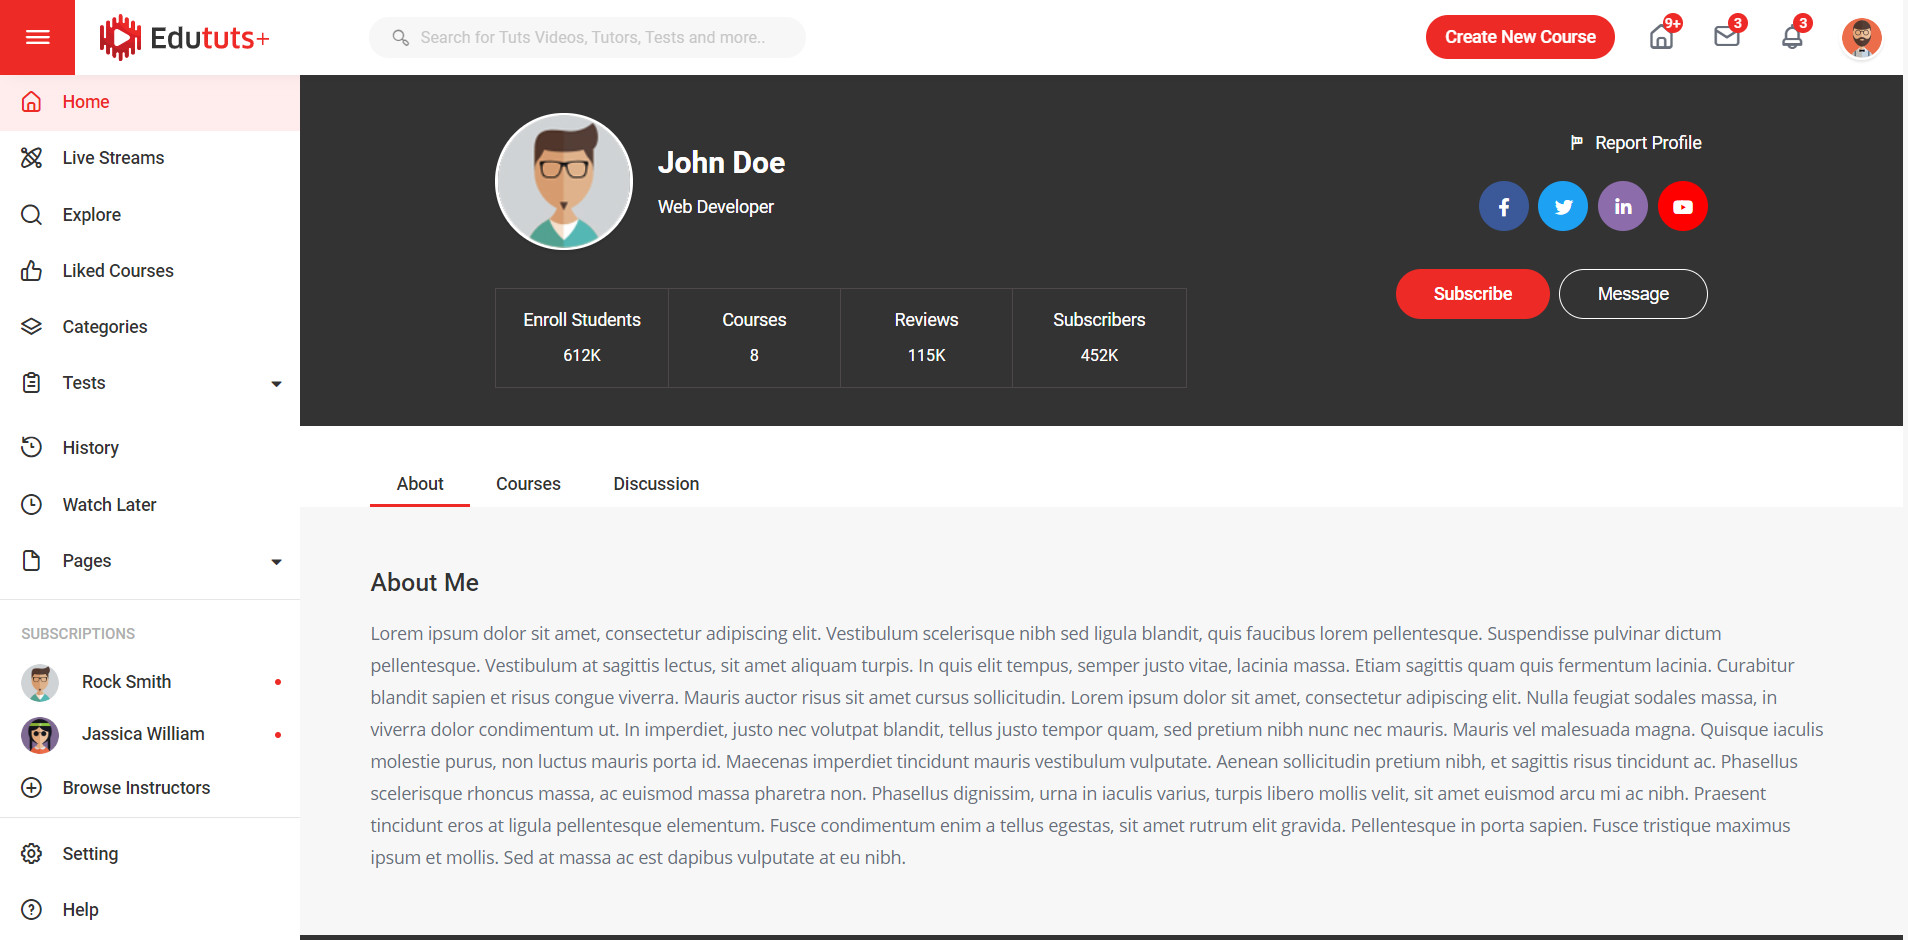 Edututs+
Search for Tuts Videos, Tutors, Tests and more..
Create New Course
9+
3
3
Home
Live Streams
Explore
Liked Courses
Categories
Tests
History
Watch Later
Pages
SUBSCRIPTIONS
Rock Smith
Jassica William
Browse Instructors
Setting
Help
John Doe
Web Developer
Report Profile
Subscribe
Message
Enroll Students
612K
Courses
8
Reviews
115K
Subscribers
452K
About
Courses
Discussion
About Me
Lorem ipsum dolor sit amet, consectetur adipiscing elit. Vestibulum scelerisque nibh sed ligula blandit, quis faucibus lorem pellentesque. Suspendisse pulvinar dictum
pellentesque. Vestibulum at sagittis lectus, sit amet aliquam turpis. In quis elit tempus, semper justo vitae, lacinia massa. Etiam sagittis quam quis fermentum lacinia. Curabitur
blandit sapien et risus congue viverra. Mauris auctor risus sit amet cursus sollicitudin. Lorem ipsum dolor sit amet, consectetur adipiscing elit. Nulla feugiat sodales massa, in
viverra dolor condimentum ut. In imperdiet, justo nec volutpat blandit, tellus justo tempor quam, sed pretium nibh nunc nec mauris. Mauris vel malesuada magna. Quisque iaculis
molestie purus, non luctus mauris porta id. Maecenas imperdiet tincidunt mauris vestibulum vulputate. Aenean sollicitudin pretium nibh, et sagittis risus tincidunt ac. Phasellus
scelerisque rhoncus massa, ac euismod massa pharetra non. Phasellus dignissim, urna in iaculis varius, turpis libero mollis velit, sit amet euismod arcu mi ac nibh. Praesent
tincidunt eros at ligula pellentesque elementum. Fusce condimentum enim a tellus egestas, sit amet rutrum elit gravida. Pellentesque in porta sapien. Fusce tristique maximus
ipsum et mollis. Sed at massa ac est dapibus vulputate at eu nibh.